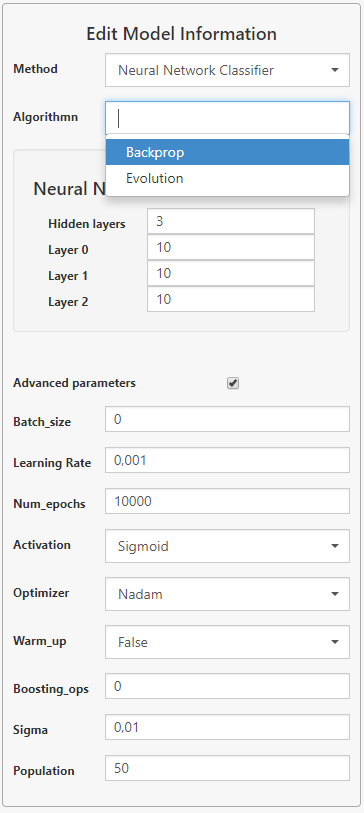 Edit Model Information
Method Neural Network Classifier
Algorithmn
Backprop
Evolution
Neural N
Hidden layers 3
Layer 0 10
Layer 1 10
Layer 2 10
Advanced parameters
Batch_size 0
Learning Rate 0,001
Num_epochs 10000
Activation Sigmoid
Optimizer Nadam
Warm_up False
Boosting_ops 0
Sigma 0,01
Population 50